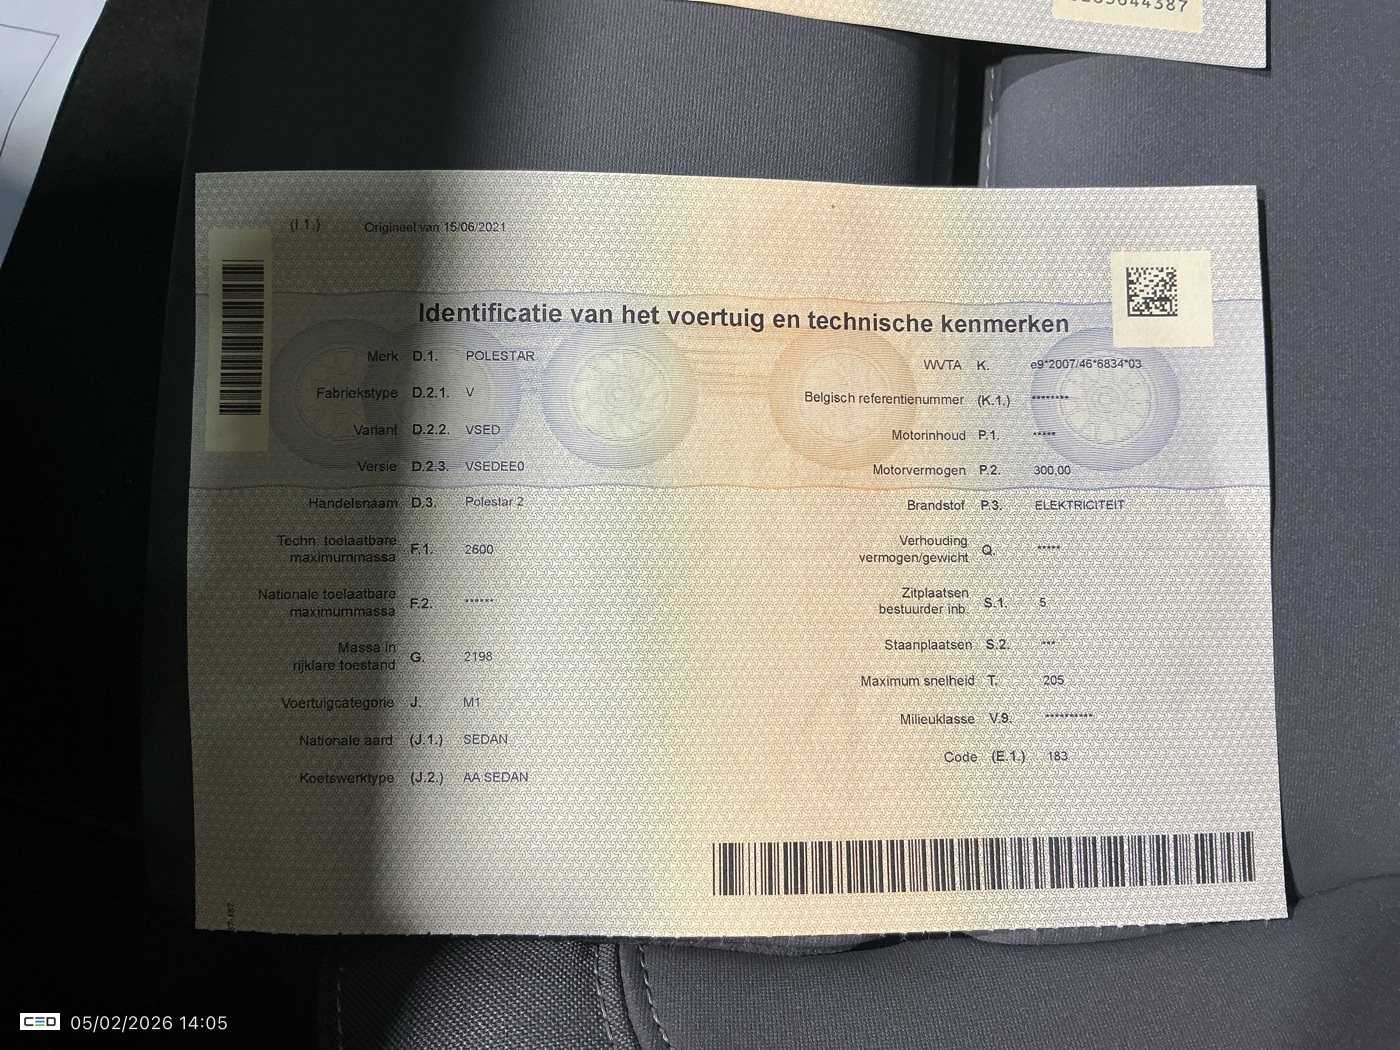 (I.1.) Origineel van 15/06/2021
Identificatie van het voertuig en technische kenmerken
Merk D.1. POLESTAR
Fabriekstype D.2.1. V
Variant D.2.2. VSED
Versie D.2.3. VSEDEE0
Handelsnaam D.3. Polestar 2
Techn. toelaatbare
maximummassa F.1. 2600
Nationale toelaatbare
maximummassa F.2. ******
Massa in
rijklare toestand G. 2198
Voertuigcategorie J. M1
Nationale aard (J.1.) SEDAN
Koetswerktype (J.2.) AA SEDAN
WVTA K. e9*2007/46*6834*03
Belgisch referentienummer (K.1.) ********
Motorinhoud P.1. *****
Motorvermogen P.2. 300,00
Brandstof P.3. ELEKTRICITEIT
Verhouding
vermogen/gewicht Q. *****
Zitplaatsen
bestuurder inb. S.1. 5
Staanplaatsen S.2. ***
Maximum snelheid T. 205
Milieuklasse V.9. **********
Code (E.1.) 183
CED 05/02/2026 14:05